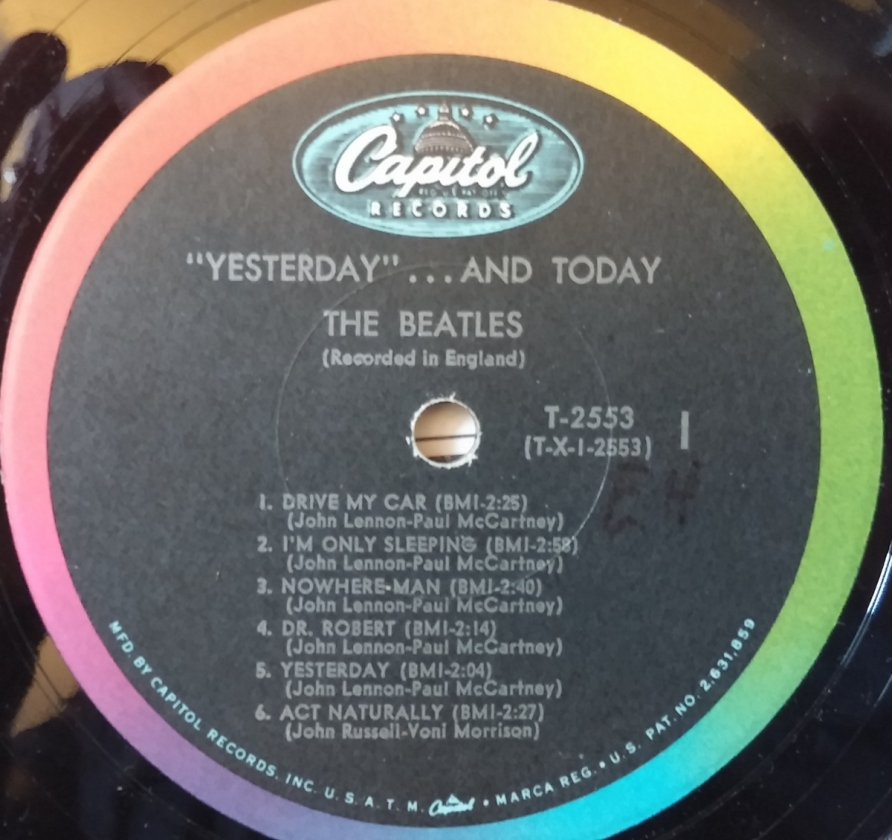 Capitol
RECORDS
"YESTERDAY"...AND TODAY
THE BEATLES
(Recorded in England)
T-2553
(T-X-1-2553)
1
1. DRIVE MY CAR (BMI-2:25)
(John Lennon-Paul McCartney)
2. I'M ONLY SLEEPING (BMI-2:58)
(John Lennon-Paul McCartney)
3. NOWHERE-MAN (BMI-2:40)
(John Lennon-Paul McCartney)
4. DR. ROBERT (BMI-2:14)
(John Lennon-Paul McCartney)
5. YESTERDAY (BMI-2:04)
(John Lennon-Paul McCartney)
6. ACT NATURALLY (BMI-2:27)
(John Russell-Voni Morrison)
MFD. BY CAPITOL RECORDS, INC. U. S. A. T. M. Capitol • MARCA REG. • U. S. PAT. NO. 2,631,859